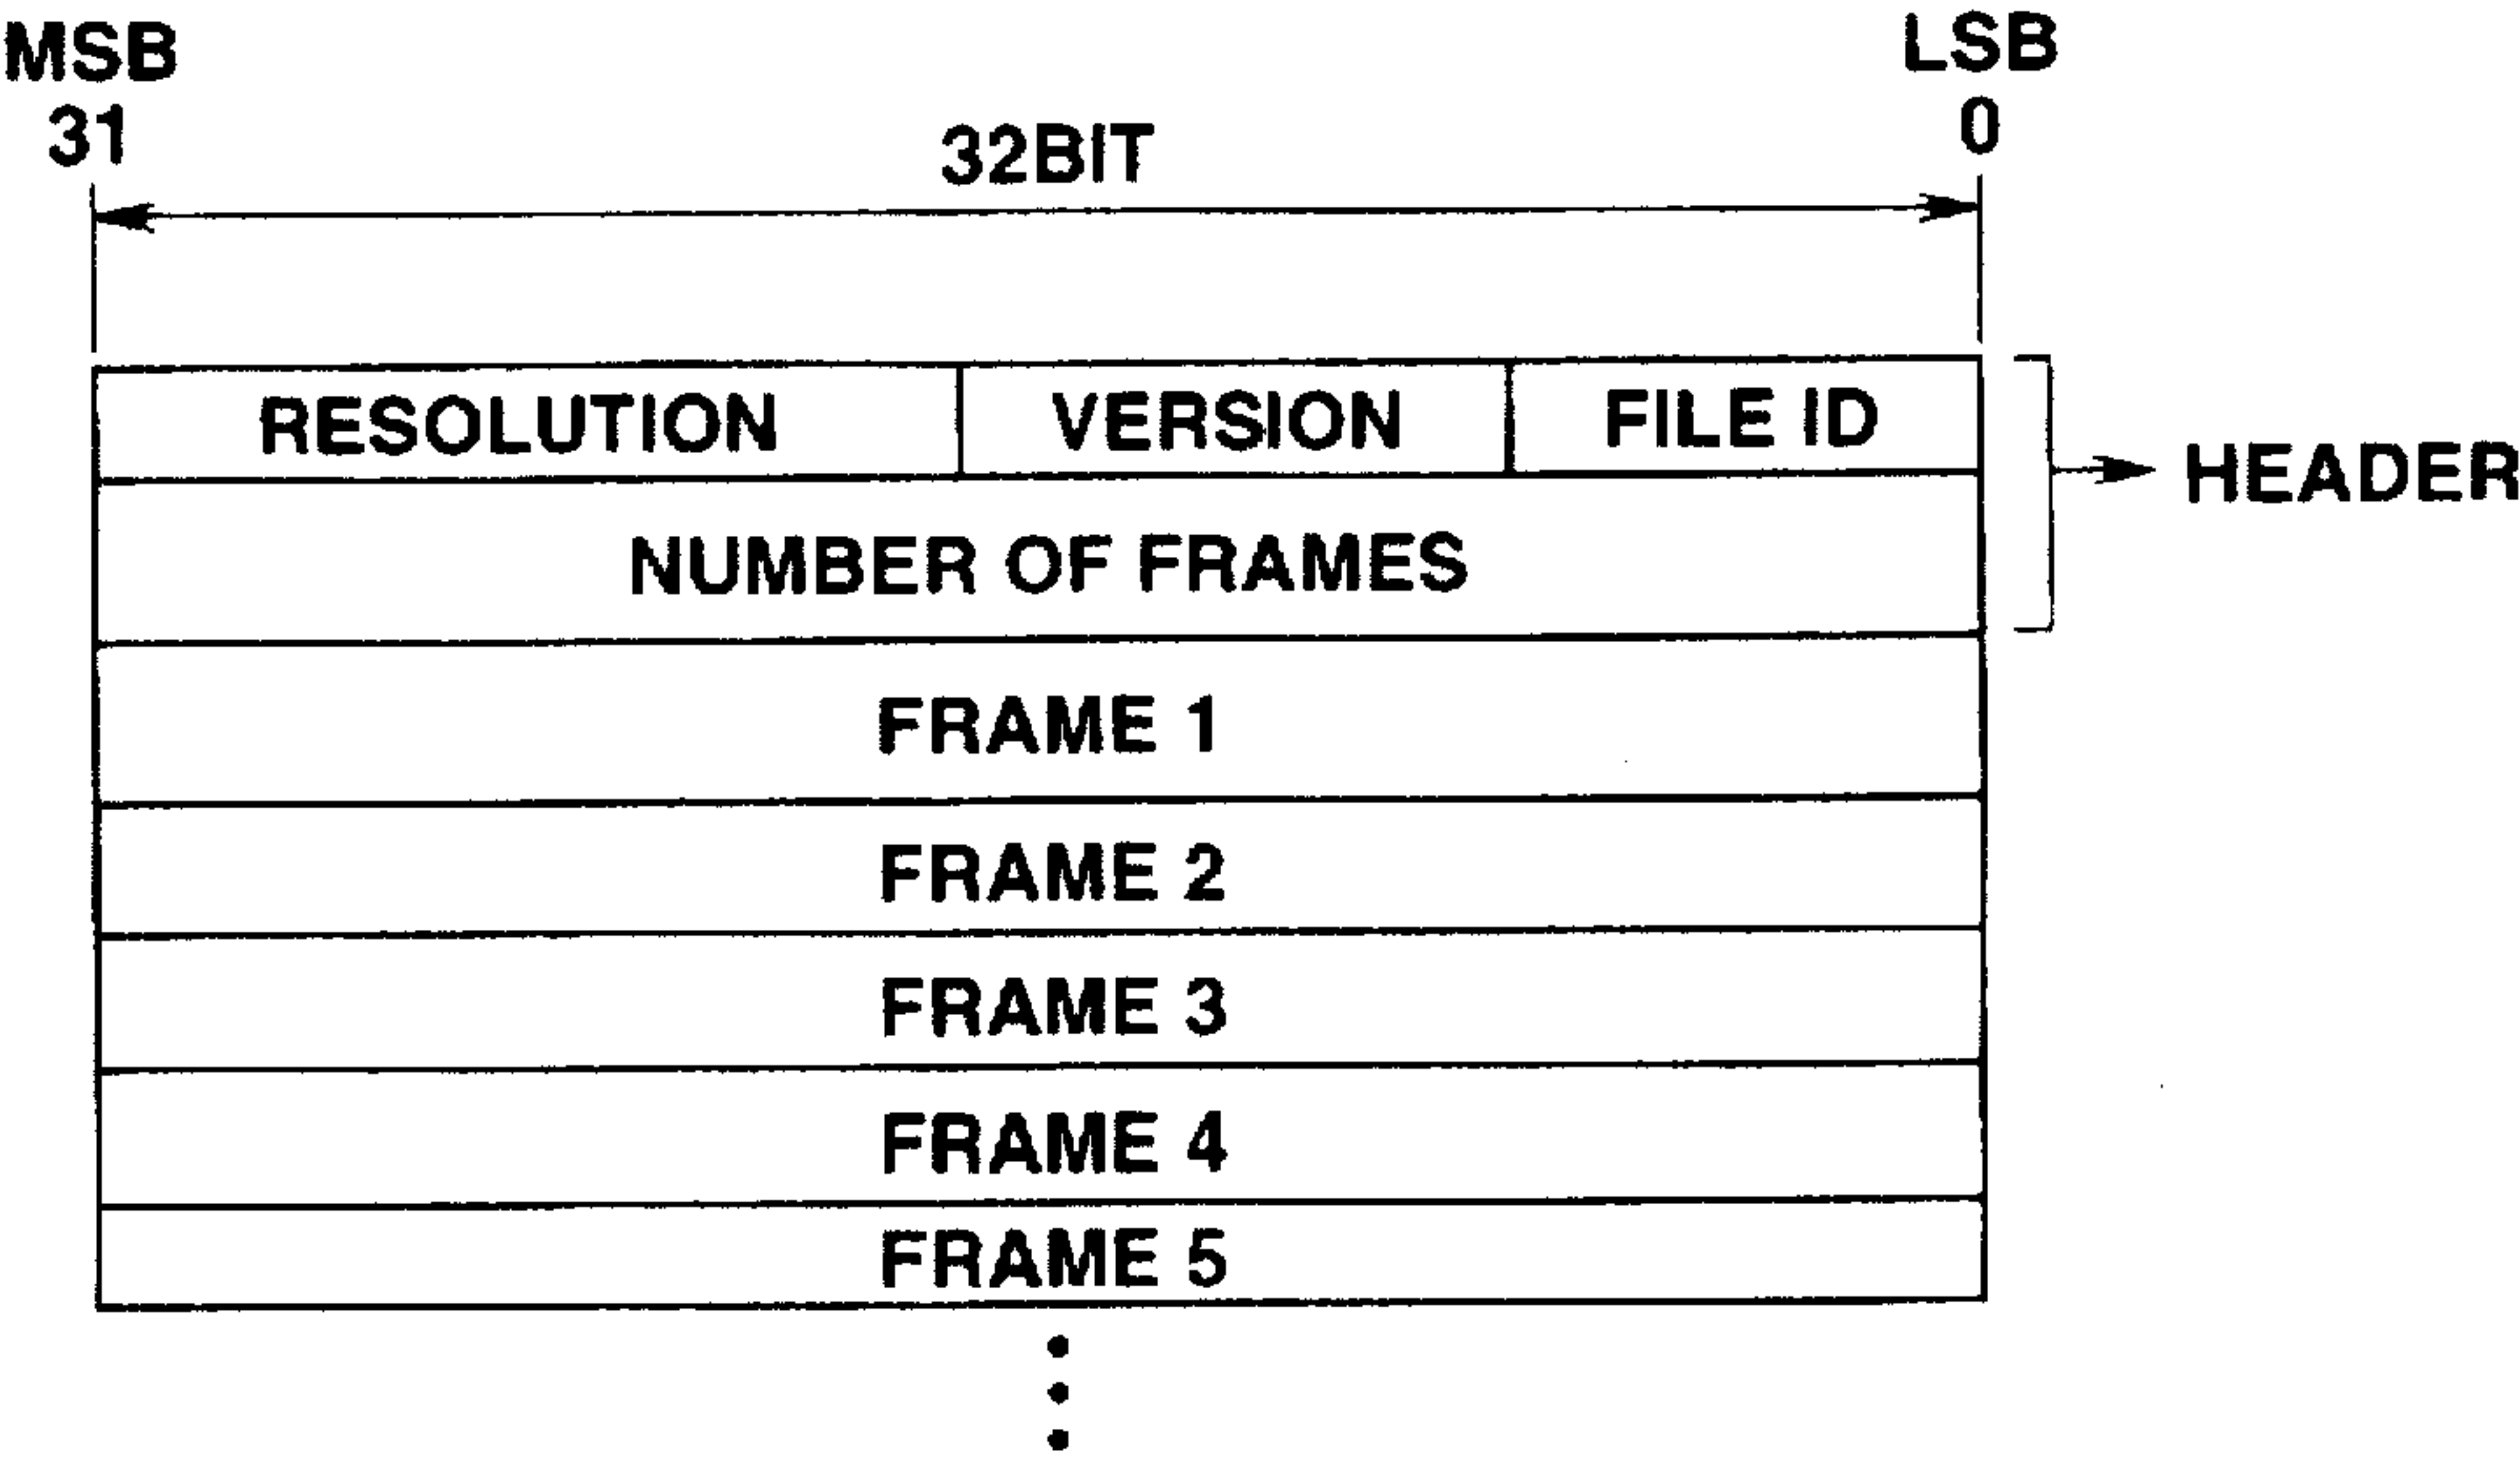 MSB LSB
31 0
32BIT
RESOLUTION VERSION FILE ID
HEADER
NUMBER OF FRAMES
FRAME 1
FRAME 2
FRAME 3
FRAME 4
FRAME 5